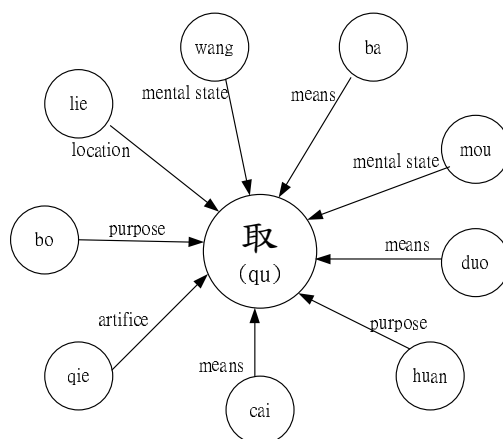 wang
ba
mental state
means
lie
location
mou
mental state
取
(qu)
bo
purpose
duo
means
artifice
purpose
qie
means
huan
cai